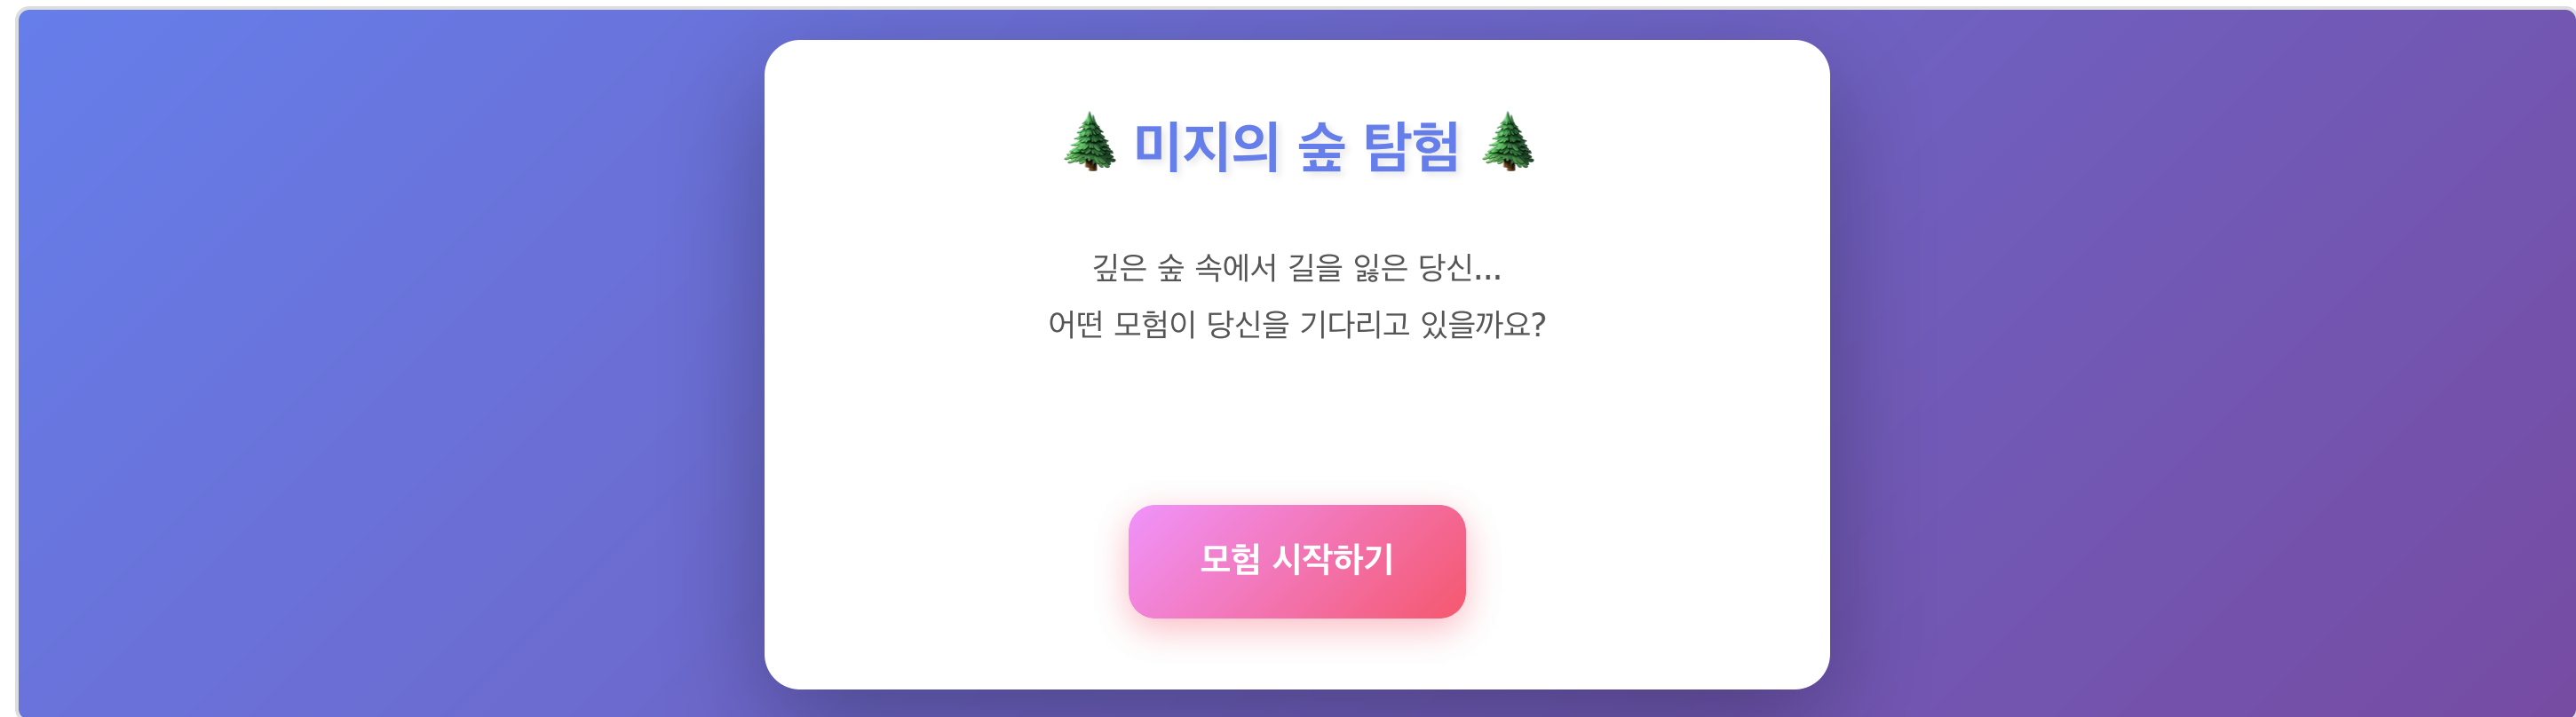 🌲 미지의 숲 탐험 🌲
깊은 숲 속에서 길을 잃은 당신...
어떤 모험이 당신을 기다리고 있을까요?
모험 시작하기